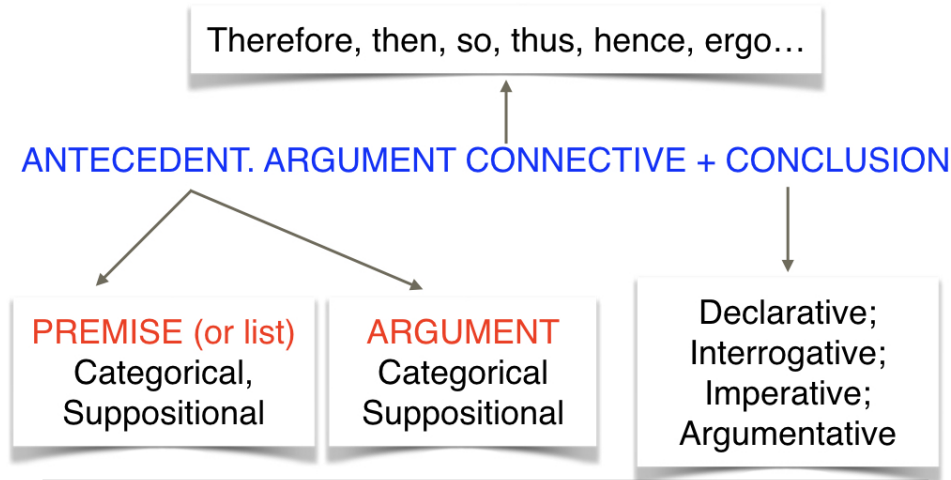 Therefore, then, so, thus, hence, ergo…
ANTECEDENT. ARGUMENT CONNECTIVE + CONCLUSION
PREMISE (or list)
Categorical,
Suppositional
ARGUMENT
Categorical
Suppositional
Declarative;
Interrogative;
Imperative;
Argumentative